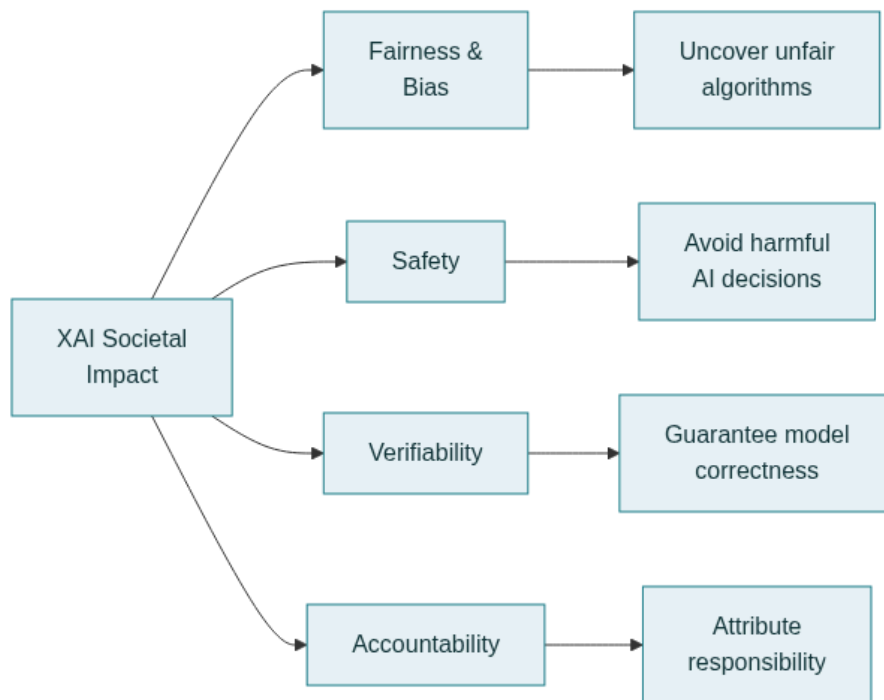 Fairness &
Bias
Uncover unfair
algorithms
Safety
Avoid harmful
AI decisions
XAI Societal
Impact
Verifiability
Guarantee model
correctness
Accountability
Attribute
responsibility